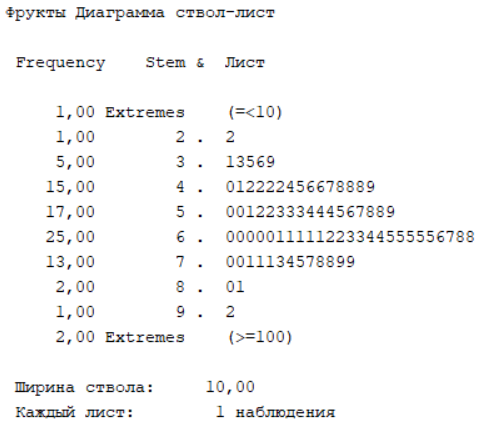 Фрукты Диаграмма ствол-лист
Frequency Stem & Лист
1,00 Extremes (=<10)
1,00 2 . 2
5,00 3 . 13569
15,00 4 . 012222456678889
17,00 5 . 00122333444567889
25,00 6 . 0000011111223344555556788
13,00 7 . 0011134578899
2,00 8 . 01
1,00 9 . 2
2,00 Extremes (>=100)
Ширина ствола: 10,00
Каждый лист: 1 наблюдения